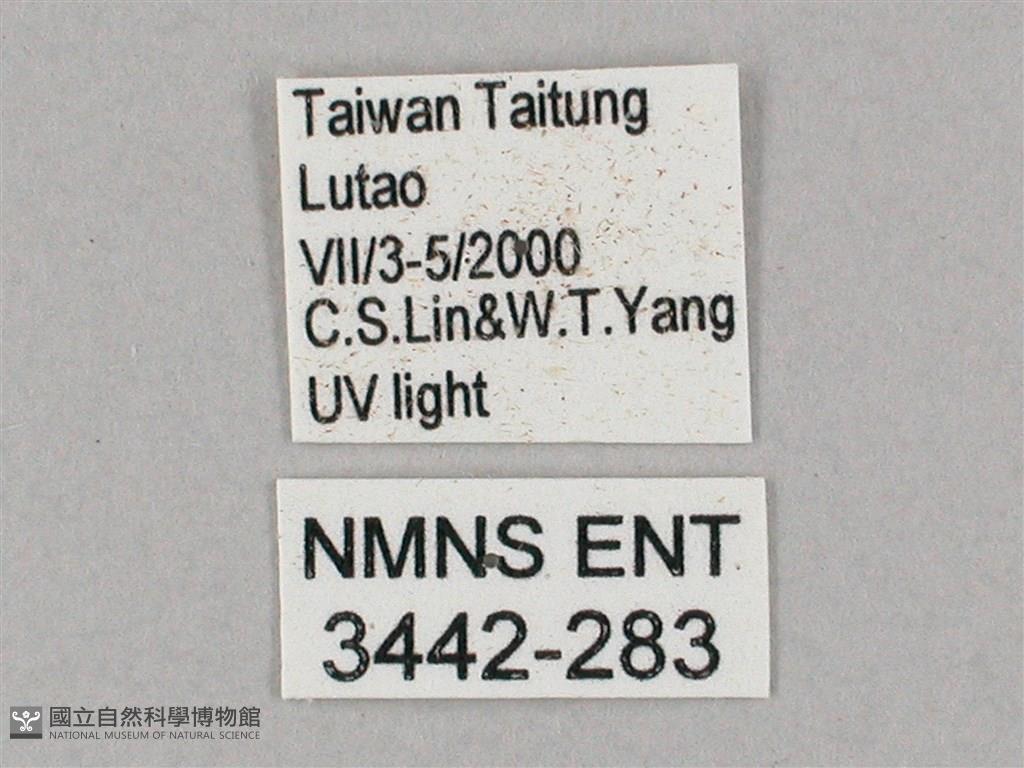 Taiwan Taitung
Lutao
VII/3-5/2000
C.S.Lin&W.T.Yang
UV light
NMNS ENT
3442-283
國立自然科學博物館
NATIONAL MUSEUM OF NATURAL SCIENCE